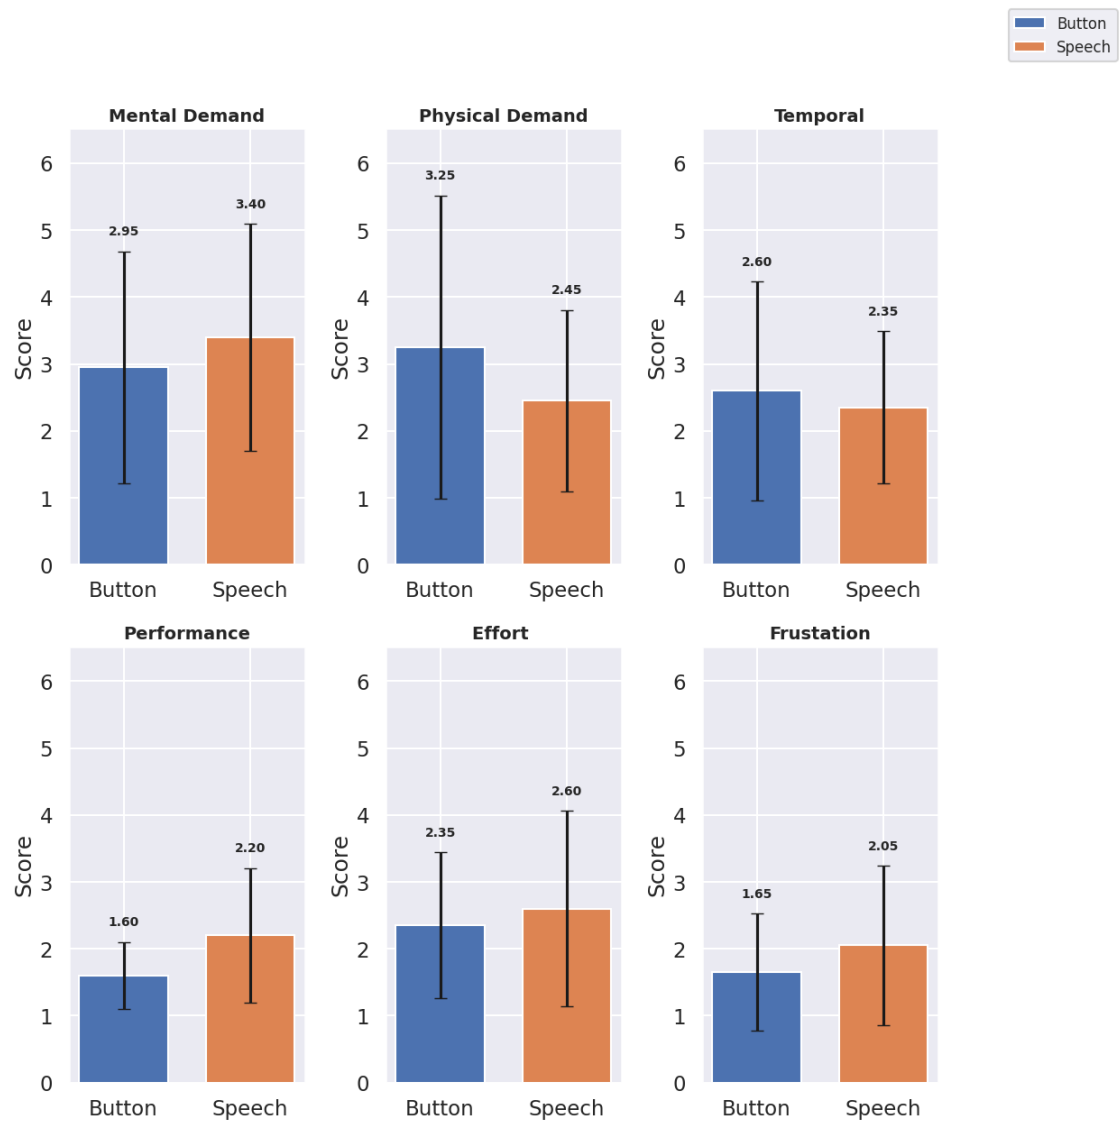 Button
Speech
Mental Demand
Physical Demand
Temporal
6
5
4
3
2
1
0
Score
2.95
3.40
Button
Speech
6
5
4
3
2
1
0
Score
3.25
2.45
Button
Speech
6
5
4
3
2
1
0
Score
2.60
2.35
Button
Speech
Performance
Effort
Frustation
6
5
4
3
2
1
0
Score
1.60
2.20
Button
Speech
6
5
4
3
2
1
0
Score
2.35
2.60
Button
Speech
6
5
4
3
2
1
0
Score
1.65
2.05
Button
Speech